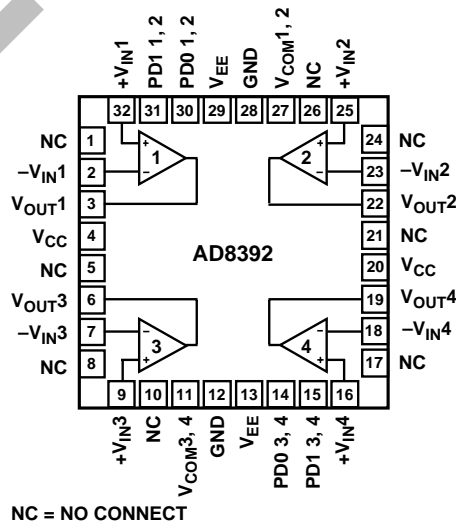 +VIN1 PD1 1, 2 PD0 1, 2 VEE GND VCOM1, 2 NC +VIN2
32 31 30 29 28 27 26 25
NC 1 + 1 − + 2 − 24 NC
−VIN1 2 23 −VIN2
VOUT1 3 22 VOUT2
VCC 4 21 NC
AD8392
NC 5 20 VCC
VOUT3 6 19 VOUT4
−VIN3 7 − 3 + − 4 + 18 −VIN4
NC 8 17 NC
9 10 11 12 13 14 15 16
+VIN3 NC VCOM3, 4 GND VEE PD0 3, 4 PD1 3, 4 +VIN4
NC = NO CONNECT